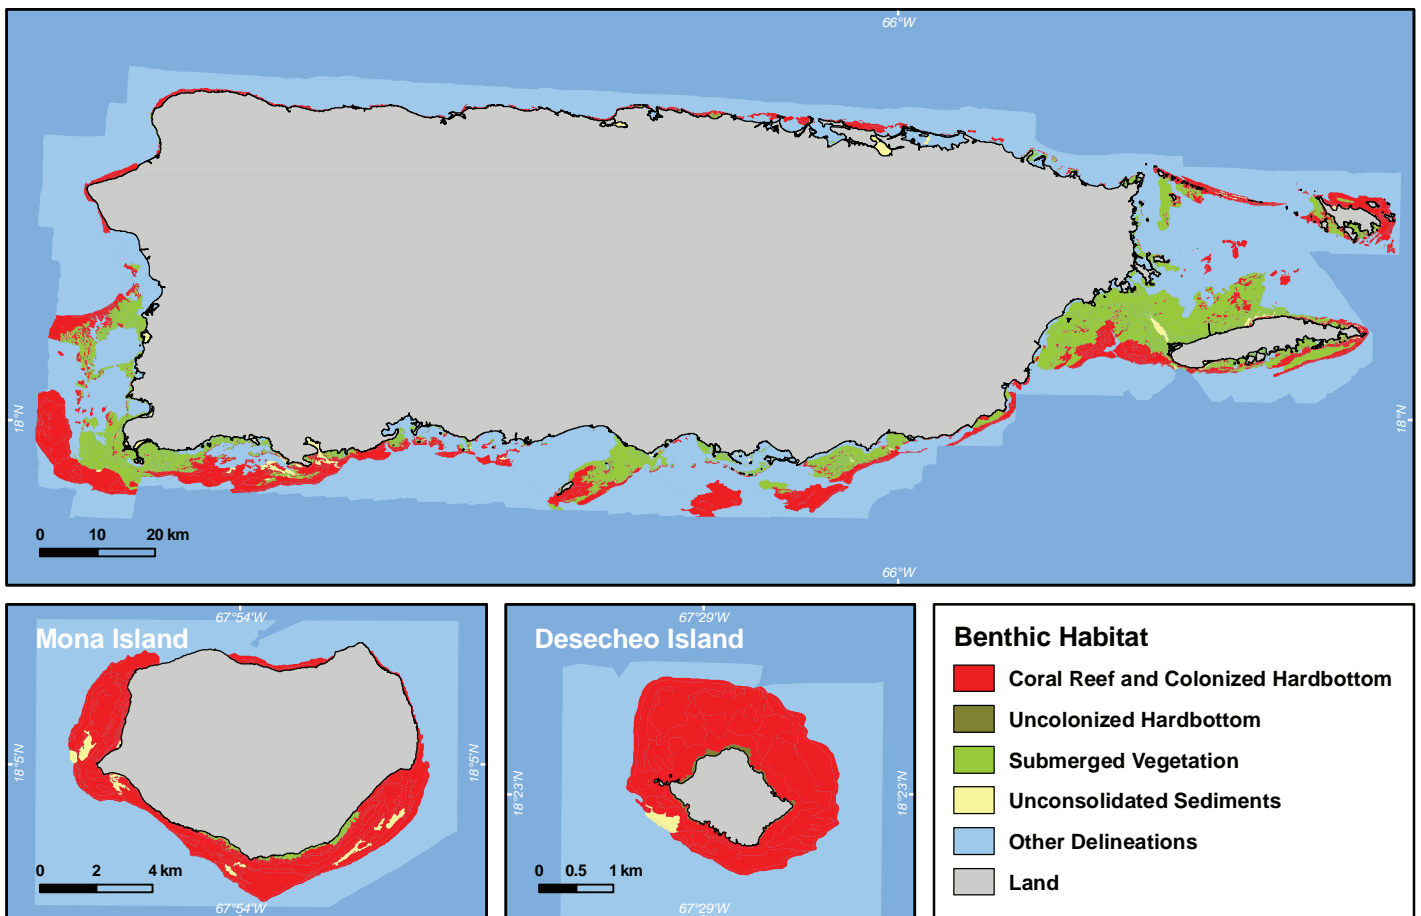 66°W
18°N
18°N
0 10 20 km
66°W
67°54'W
Mona Island
18°5'N
18°5'N
0 2 4 km
67°54'W
67°29'W
Desecheo Island
18°23'N
18°23'N
0 0.5 1 km
67°29'W
Benthic Habitat
Coral Reef and Colonized Hardbottom
Uncolonized Hardbottom
Submerged Vegetation
Unconsolidated Sediments
Other Delineations
Land